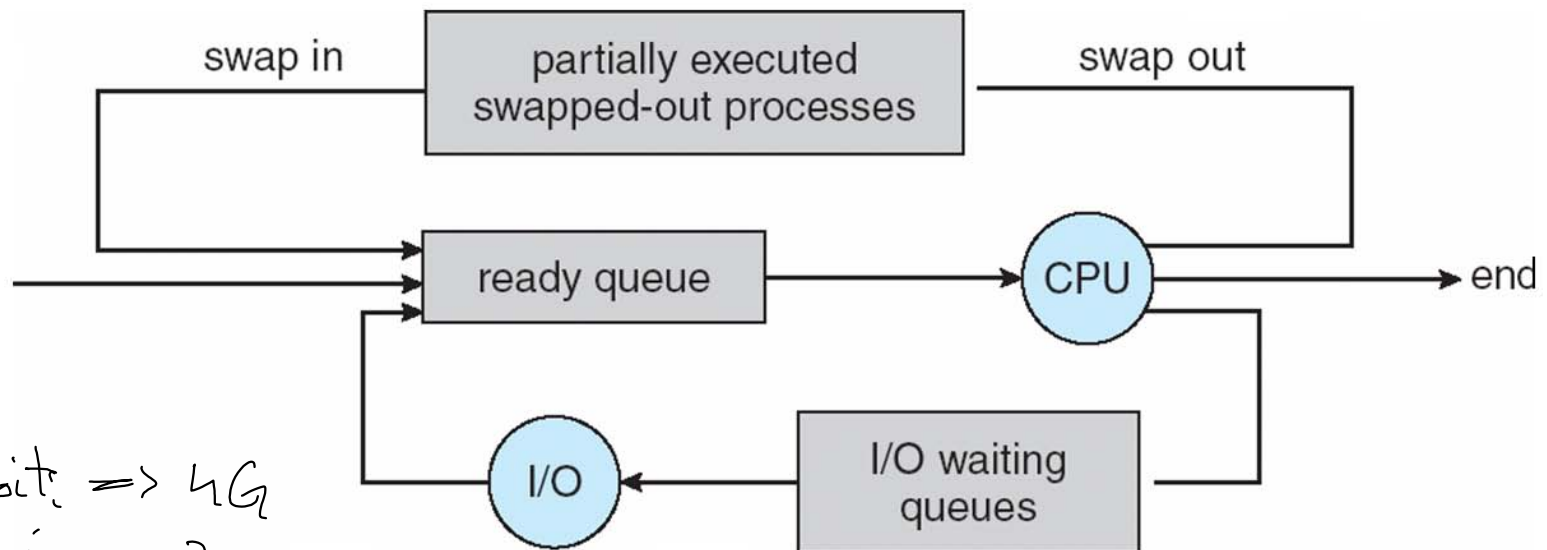 swap in
partially executed
swapped-out processes
swap out
ready queue
CPU
end
I/O waiting
queues
I/O
=> 4G